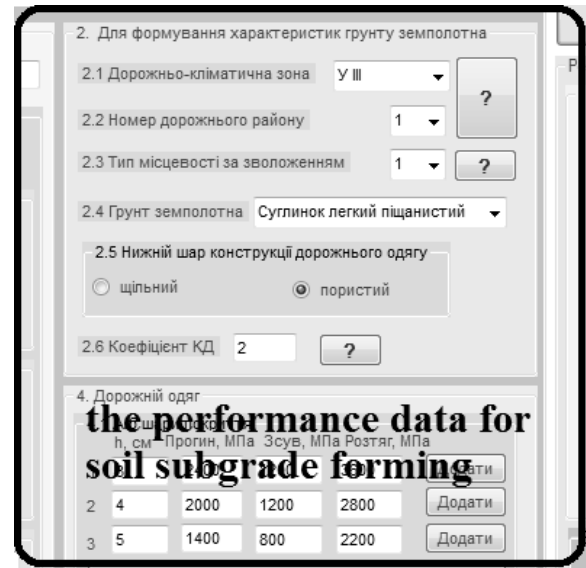 2. Для формування характеристик грунту земполотна
2.1 Дорожньо-кліматична зона У III
?
2.2 Номер дорожнього району 1
2.3 Тип місцевості за зволоженням 1 ?
2.4 Грунт земполотна Суглинок легкий піщанистий
2.5 Нижній шар конструкції дорожнього одягу
щільний пористий
2.6 Коефіцієнт КД 2 ?
4. Дорожній одяг
the performance data for
h, см Прогин, МПа Зсув, МПа Розтяг, МПа
soil subgrade forming
Додати
2 4 2000 1200 2800 Додати
3 5 1400 800 2200 Додати